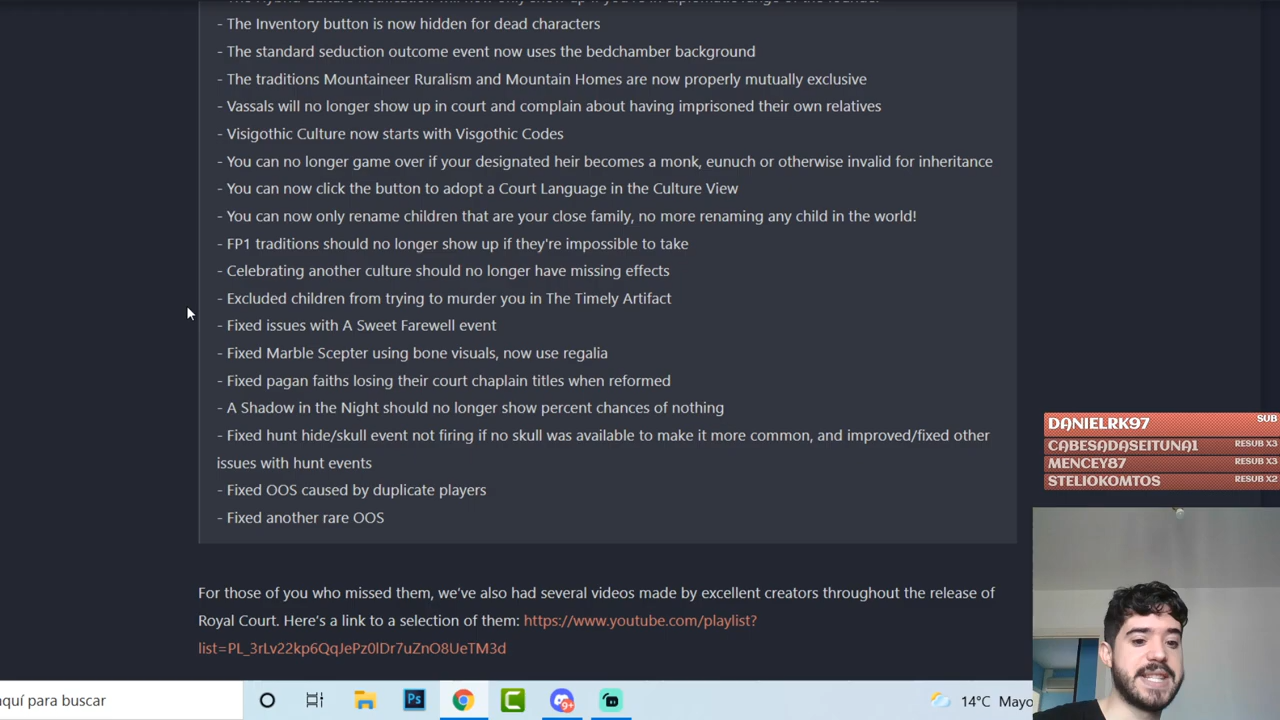 - The Inventory button is now hidden for dead characters
- The standard seduction outcome event now uses the bedchamber background
- The traditions Mountaineer Ruralism and Mountain Homes are now properly mutually exclusive
- Vassals will no longer show up in court and complain about having imprisoned their own relatives
- Visigothic Culture now starts with Visgothic Codes
- You can no longer game over if your designated heir becomes a monk, eunuch or otherwise invalid for inheritance
- You can now click the button to adopt a Court Language in the Culture View
- You can now only rename children that are your close family, no more renaming any child in the world!
- FP1 traditions should no longer show up if they're impossible to take
- Celebrating another culture should no longer have missing effects
- Excluded children from trying to murder you in The Timely Artifact
- Fixed issues with A Sweet Farewell event
- Fixed Marble Scepter using bone visuals, now use regalia
- Fixed pagan faiths losing their court chaplain titles when reformed
- A Shadow in the Night should no longer show percent chances of nothing
- Fixed hunt hide/skull event not firing if no skull was available to make it more common, and improved/fixed other
issues with hunt events
- Fixed OOS caused by duplicate players
- Fixed another rare OOS
DANIELRK97 SUB
CABESADASEITUNA1 RESUB X3
MENCEY87 RESUB X3
STELIOKOMTOS RESUB X2
For those of you who missed them, we've also had several videos made by excellent creators throughout the release of
Royal Court. Here's a link to a selection of them: https://www.youtube.com/playlist?
list=PL_3rLv22kp6QqJePz0lDr7uZnO8UeTM3d
aquí para buscar
Ps
C
9+
14°C Mayo